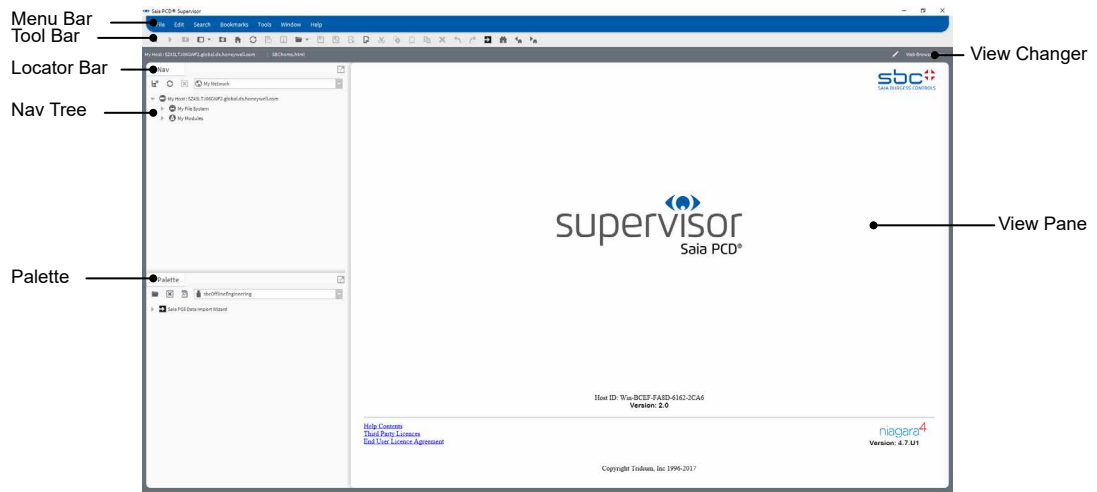 Saia PCD® Supervisor
Menu Bar
File Edit Search Bookmarks Tools Window Help
Tool Bar
SBChome.html
View Changer
Locator Bar
Nav
My Network
sbc
SAIA BURGESS CONTROLS
Nav Tree
My File System
My Modules
supervisor
Saia PCD®
View Pane
Palette
Palette
sbcOfflineEngineering
Saia PCD Data Import Wizard
Host ID: Win-BCEF-FA8D-6162-2CA6
Version: 2.0
Help Contents
Third Party Licences
End User Licence Agreement
niagara4
Version: 4.7.U1
Copyright Tridium, Inc 1996-2017